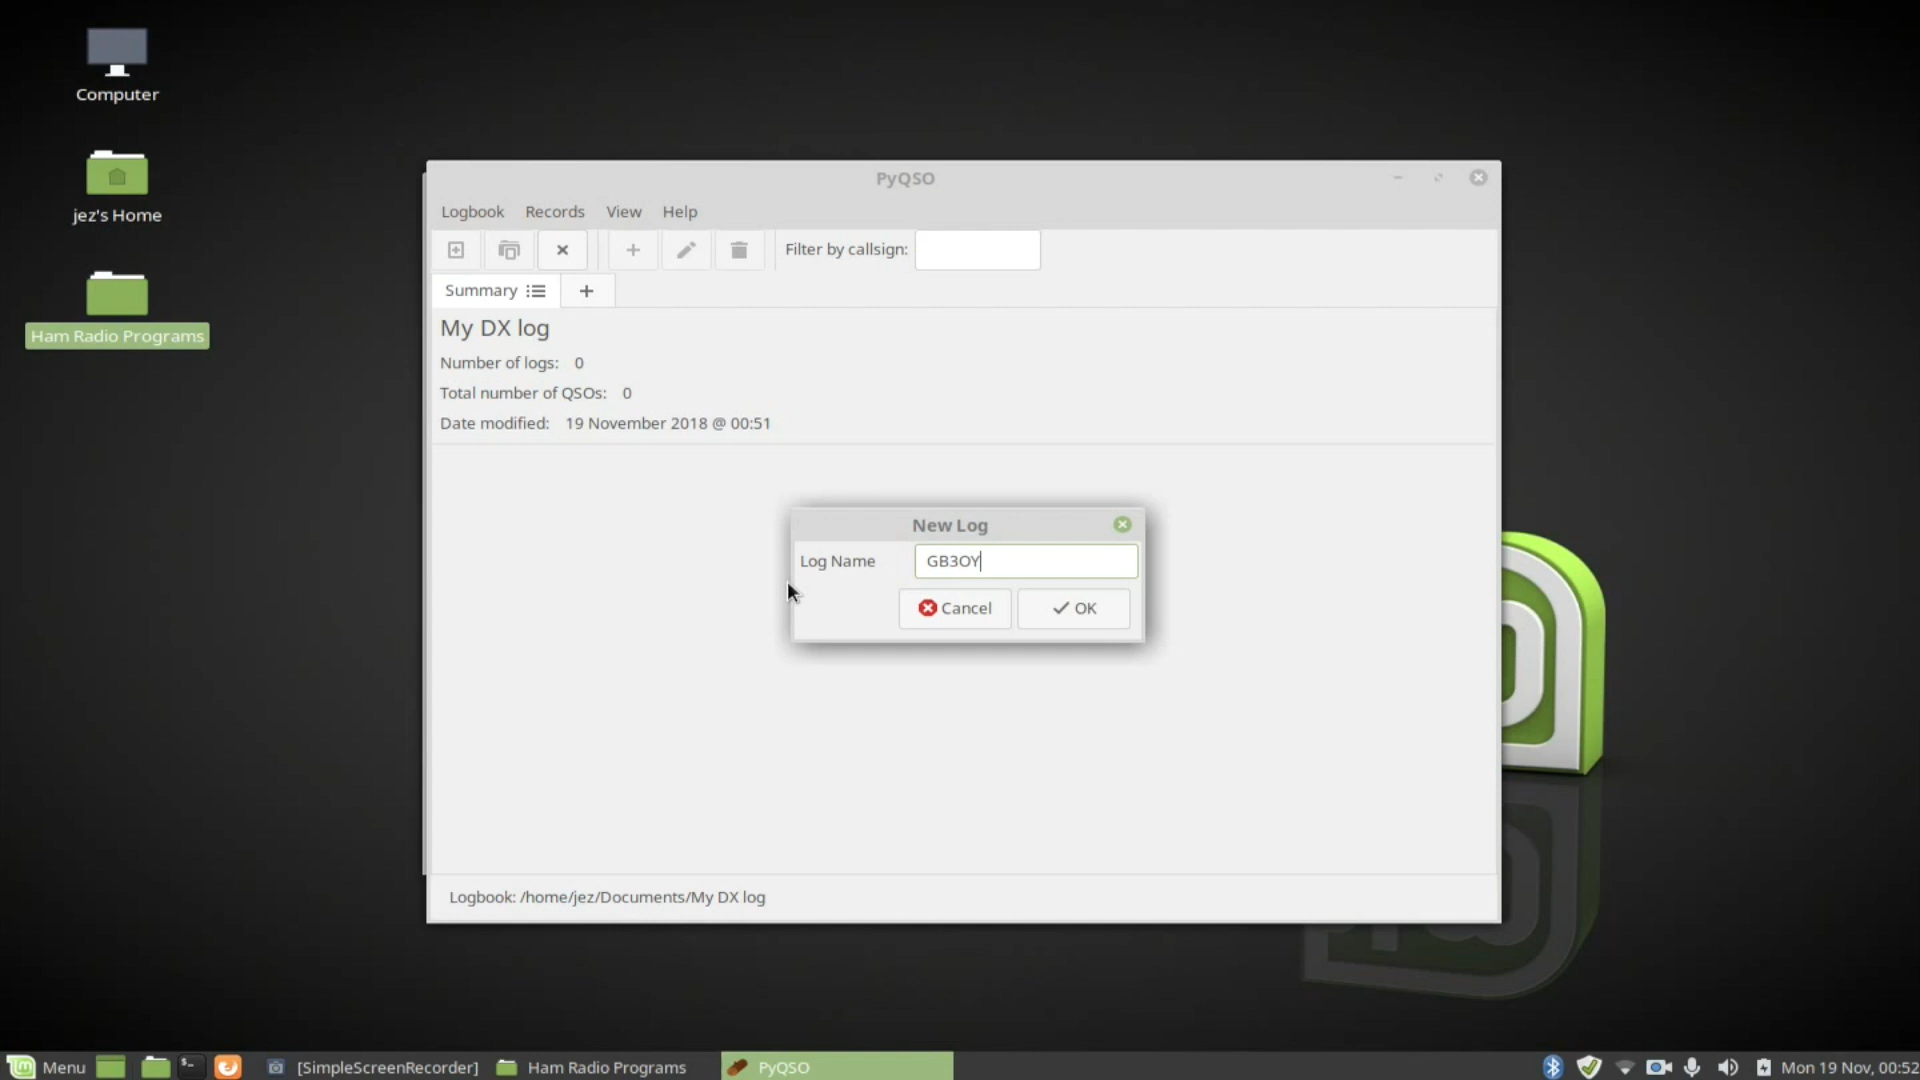 Computer
jez's Home
Ham Radio Programs
PyQSO
Logbook Records View Help
Filter by callsign:
Summary
My DX log
Number of logs: 0
Total number of QSOs: 0
Date modified: 19 November 2018 @ 00:51
New Log
Log Name GB3OY
Cancel OK
Logbook: /home/jez/Documents/My DX log
Menu [SimpleScreenRecorder] Ham Radio Programs PyQSO Mon 19 Nov, 00:52